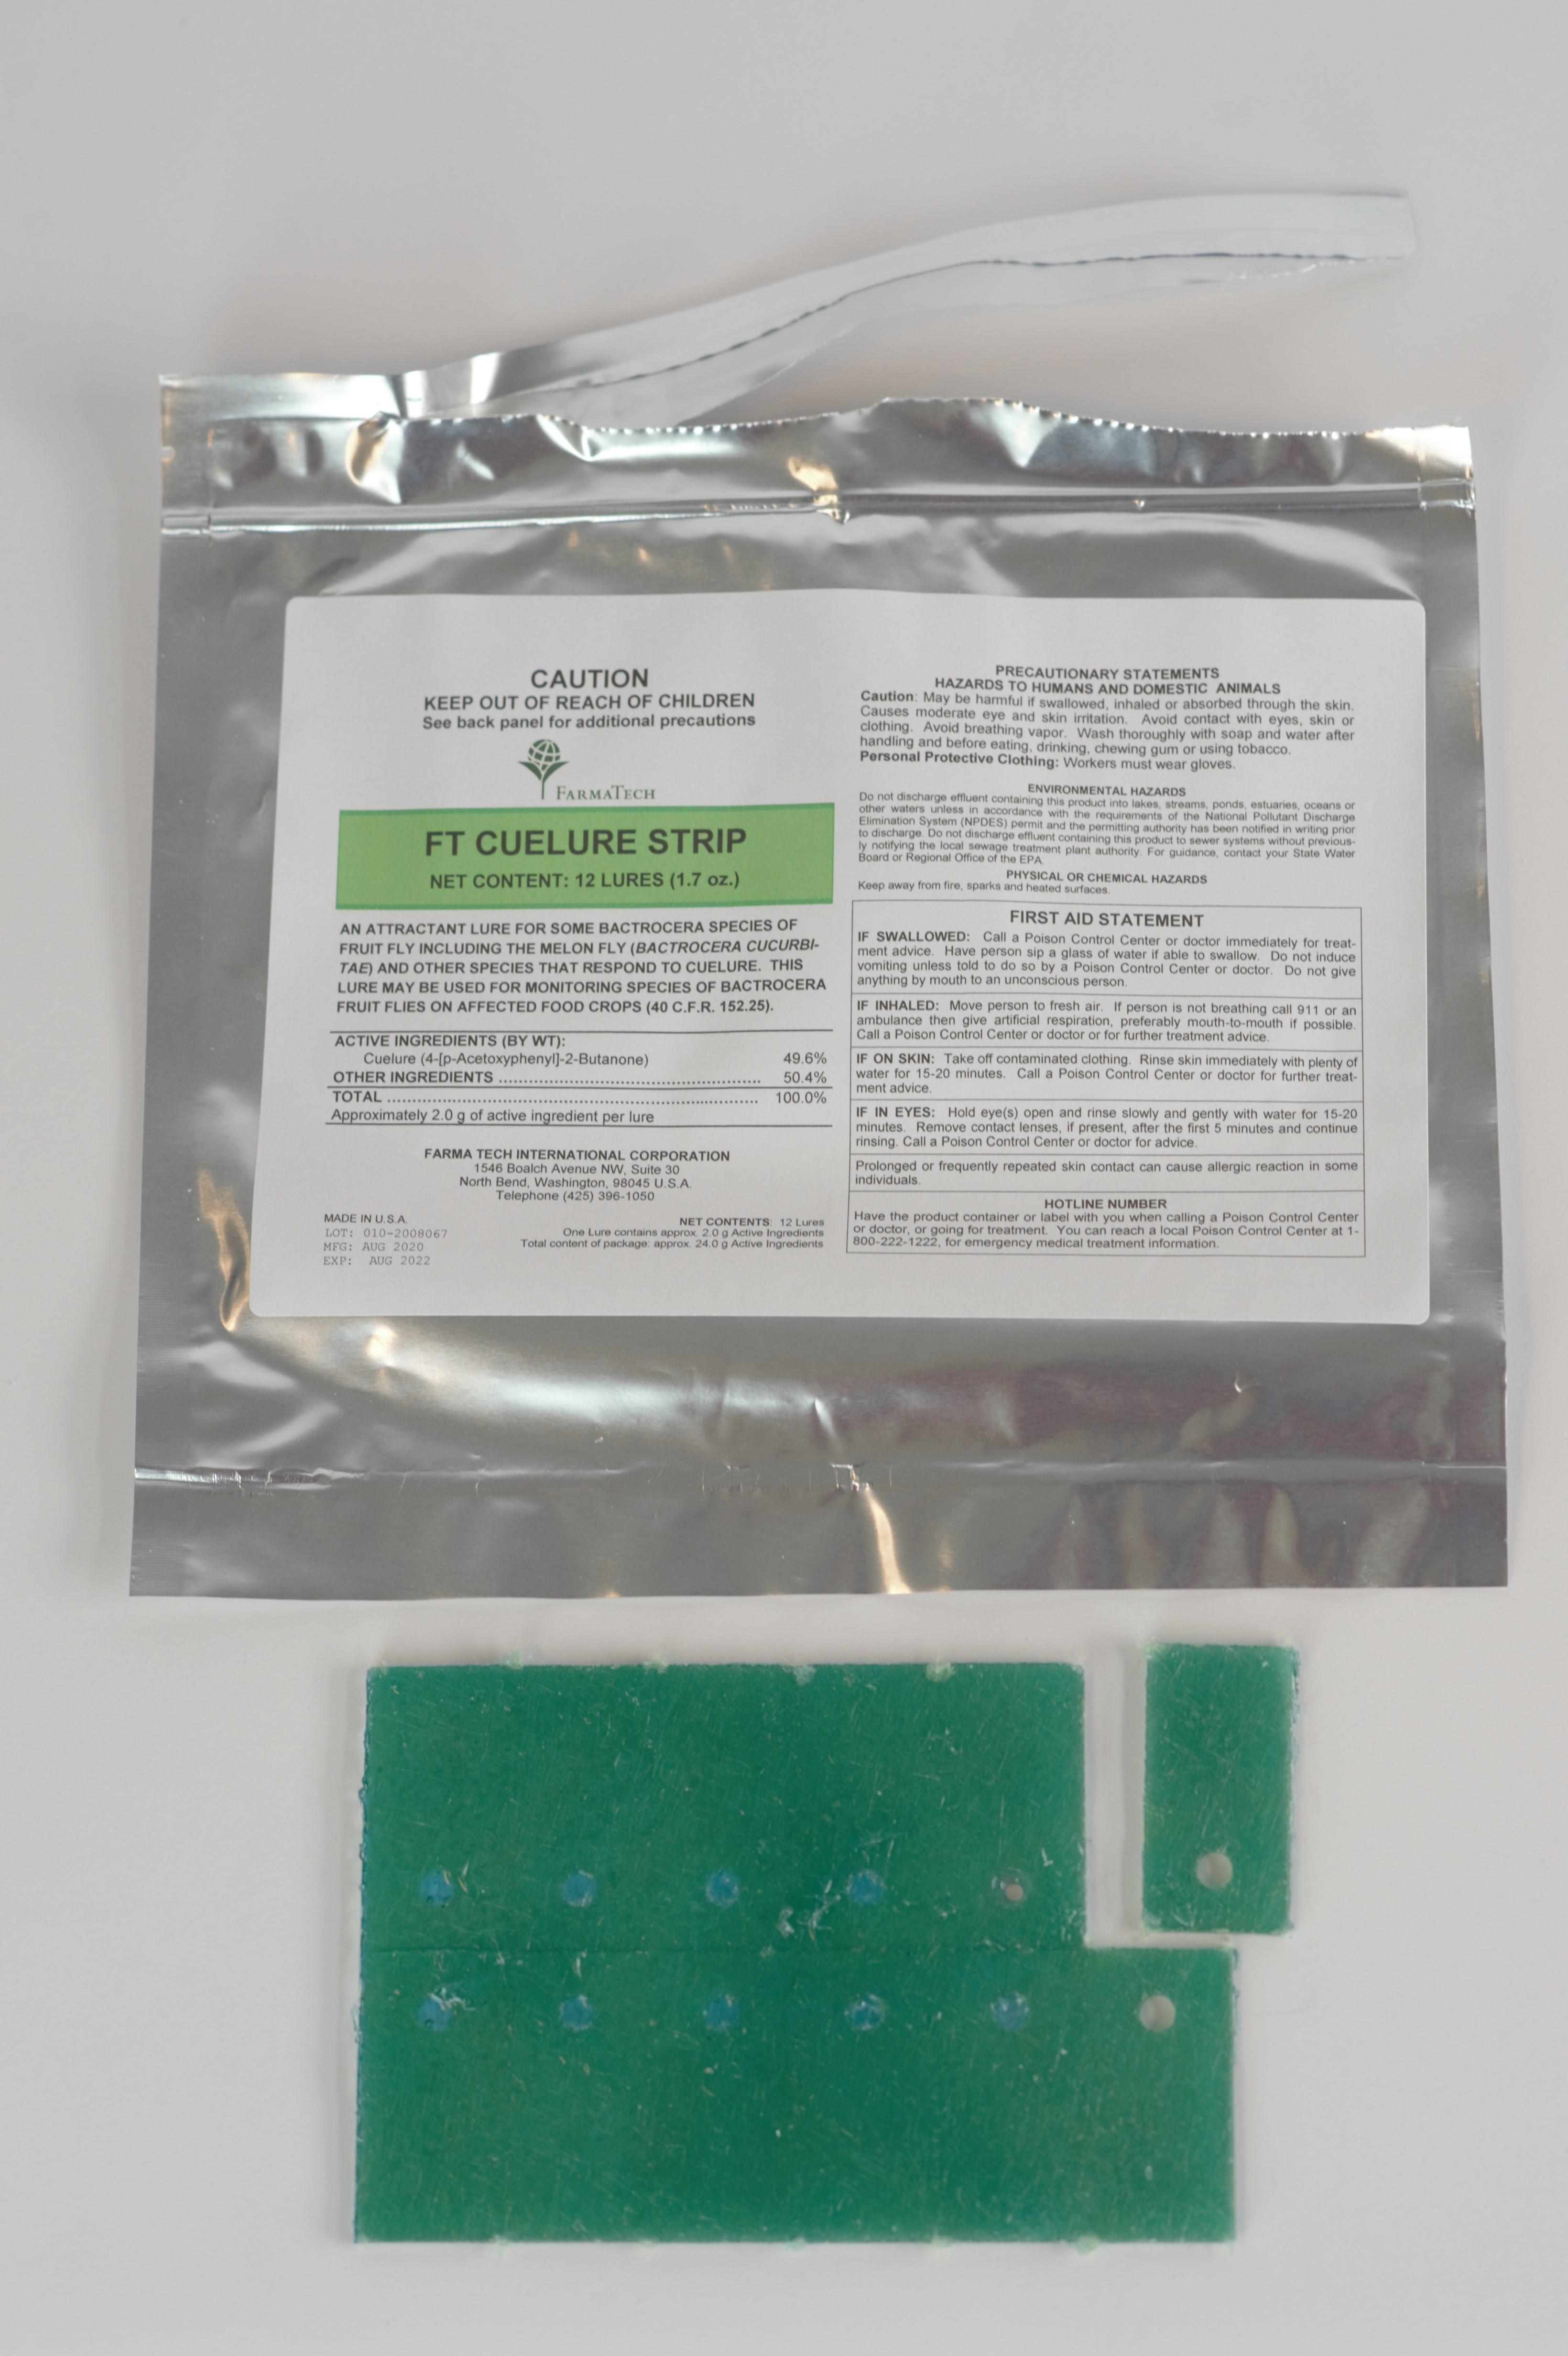 CAUTION
KEEP OUT OF REACH OF CHILDREN
See back panel for additional precautions
FARMATECH
FT CUELURE STRIP
NET CONTENT: 12 LURES (1.7 oz.)
AN ATTRACTANT LURE FOR SOME BACTROCERA SPECIES OF
FRUIT FLY INCLUDING THE MELON FLY (BACTROCERA CUCURBI-
TAE) AND OTHER SPECIES THAT RESPOND TO CUELURE. THIS
LURE MAY BE USED FOR MONITORING SPECIES OF BACTROCERA
FRUIT FLIES ON AFFECTED FOOD CROPS (40 C.F.R. 152.25).
ACTIVE INGREDIENTS (BY WT):
Cuelure (4-[p-Acetoxyphenyl]-2-Butanone) 49.6%
OTHER INGREDIENTS ............................................................ 50.4%
TOTAL ................................................................................. 100.0%
Approximately 2.0 g of active ingredient per lure
FARMA TECH INTERNATIONAL CORPORATION
1546 Boalch Avenue NW, Suite 30
North Bend, Washington, 98045 U.S.A.
Telephone (425) 396-1050
MADE IN U.S.A.
LOT: 010-2008067
MFG: AUG 2020
EXP: AUG 2022
NET CONTENTS: 12 Lures
One Lure contains approx. 2.0 g Active Ingredients
Total content of package: approx. 24.0 g Active Ingredients
PRECAUTIONARY STATEMENTS
HAZARDS TO HUMANS AND DOMESTIC ANIMALS
Caution: May be harmful if swallowed, inhaled or absorbed through the skin.
Causes moderate eye and skin irritation. Avoid contact with eyes, skin or
clothing. Avoid breathing vapor. Wash thoroughly with soap and water after
handling and before eating, drinking, chewing gum or using tobacco.
Personal Protective Clothing: Workers must wear gloves.
ENVIRONMENTAL HAZARDS
Do not discharge effluent containing this product into lakes, streams, ponds, estuaries, oceans or
other waters unless in accordance with the requirements of the National Pollutant Discharge
Elimination System (NPDES) permit and the permitting authority has been notified in writing prior
to discharge. Do not discharge effluent containing this product to sewer systems without previous-
ly notifying the local sewage treatment plant authority. For guidance, contact your State Water
Board or Regional Office of the EPA.
PHYSICAL OR CHEMICAL HAZARDS
Keep away from fire, sparks and heated surfaces.
FIRST AID STATEMENT
IF SWALLOWED: Call a Poison Control Center or doctor immediately for treat-
ment advice. Have person sip a glass of water if able to swallow. Do not induce
vomiting unless told to do so by a Poison Control Center or doctor. Do not give
anything by mouth to an unconscious person.
IF INHALED: Move person to fresh air. If person is not breathing call 911 or an
ambulance then give artificial respiration, preferably mouth-to-mouth if possible.
Call a Poison Control Center or doctor or for further treatment advice.
IF ON SKIN: Take off contaminated clothing. Rinse skin immediately with plenty of
water for 15-20 minutes. Call a Poison Control Center or doctor for further treat-
ment advice.
IF IN EYES: Hold eye(s) open and rinse slowly and gently with water for 15-20
minutes. Remove contact lenses, if present, after the first 5 minutes and continue
rinsing. Call a Poison Control Center or doctor for advice.
Prolonged or frequently repeated skin contact can cause allergic reaction in some
individuals.
HOTLINE NUMBER
Have the product container or label with you when calling a Poison Control Center
or doctor, or going for treatment. You can reach a local Poison Control Center at 1-
800-222-1222, for emergency medical treatment information.